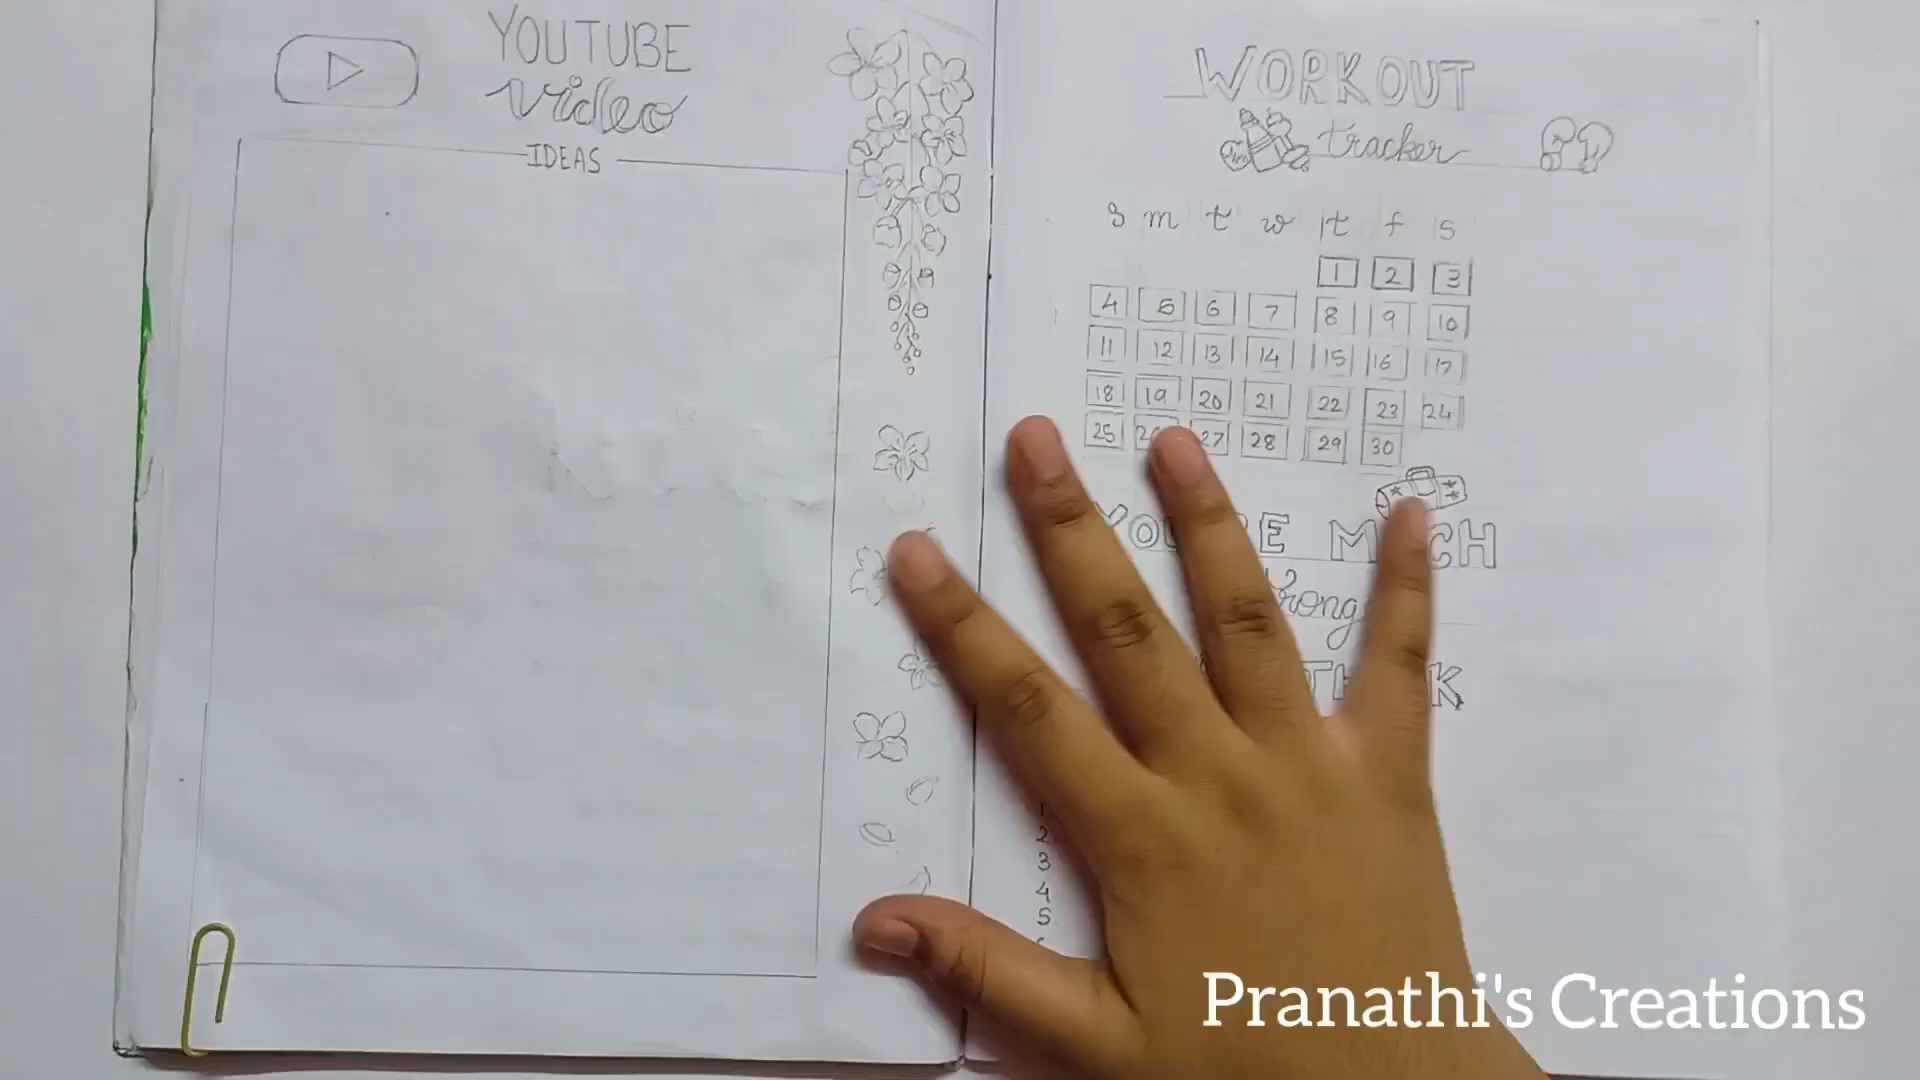 YOUTUBE
video
IDEAS
WORKOUT
tracker
s m t w t f s
1 2 3
4 5 6 7 8 9 10
11 12 13 14 15 16 17
18 19 20 21 22 23 24
25 27 28 29 30
1
2
3
4
5
Pranathi's Creations